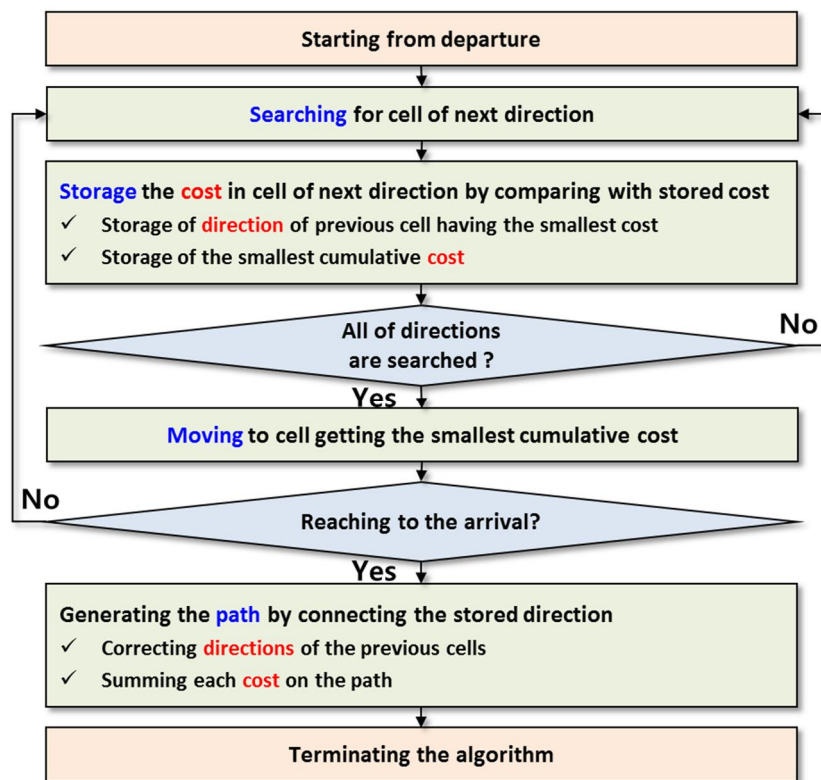 Starting from departure
Searching for cell of next direction
Storage the cost in cell of next direction by comparing with stored cost
✓ Storage of direction of previous cell having the smallest cost
✓ Storage of the smallest cumulative cost
All of directions
are searched ?
No
Yes
Moving to cell getting the smallest cumulative cost
No
Reaching to the arrival?
Yes
Generating the path by connecting the stored direction
✓ Correcting directions of the previous cells
✓ Summing each cost on the path
Terminating the algorithm